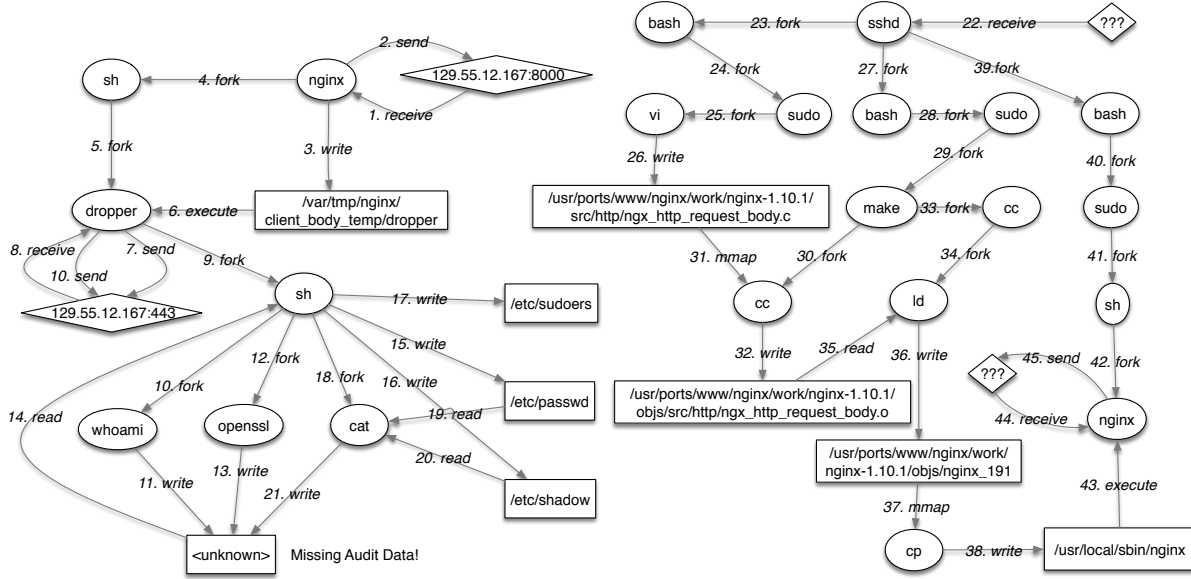 bash
23. fork
sshd
22. receive
???
2. send
sh
4. fork
nginx
129.55.12.167:8000
24. fork
27. fork
39.fork
1. receive
vi
25. fork
sudo
bash
28. fork
sudo
bash
5. fork
3. write
26. write
29. fork
40. fork
dropper
6. execute
/var/tmp/nginx/
client_body_temp/dropper
/usr/ports/www/nginx/work/nginx-1.10.1/
src/http/ngx_http_request_body.c
make
33. fork
cc
sudo
8. receive
7. send
10. send
9. fork
31. mmap
30. fork
34. fork
41. fork
129.55.12.167:443
sh
17. write
/etc/sudoers
cc
ld
sh
12. fork
15. write
32. write
35. read
36. write
45. send
42. fork
10. fork
18. fork
16. write
???
14. read
whoami
openssl
cat
19. read
/etc/passwd
/usr/ports/www/nginx/work/nginx-1.10.1/
objs/src/http/ngx_http_request_body.o
44. receive
nginx
20. read
11. write
13. write
21. write
/etc/shadow
/usr/ports/www/nginx/work/
nginx-1.10.1/objs/nginx_191
43. execute
37. mmap
<unknown>
Missing Audit Data!
cp
38. write
/usr/local/sbin/nginx